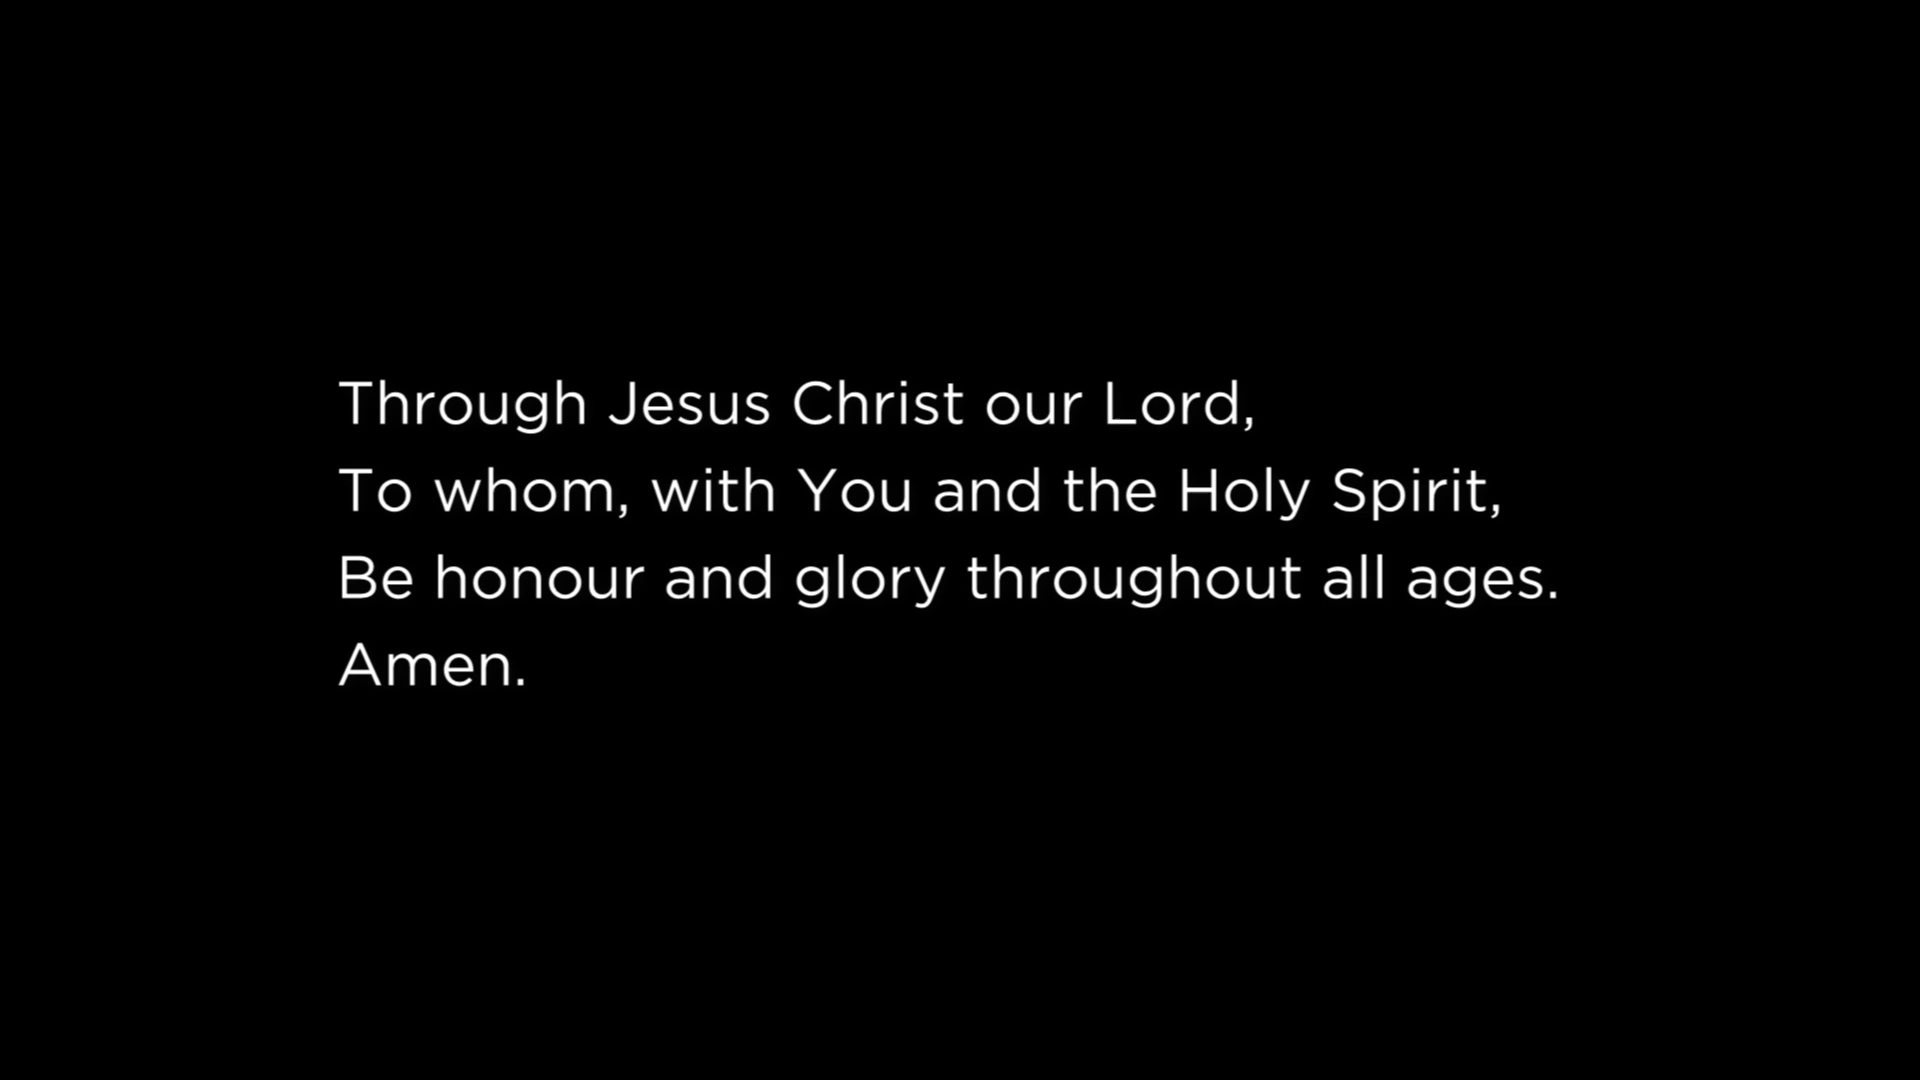 Through Jesus Christ our Lord,
To whom, with You and the Holy Spirit,
Be honour and glory throughout all ages.
Amen.